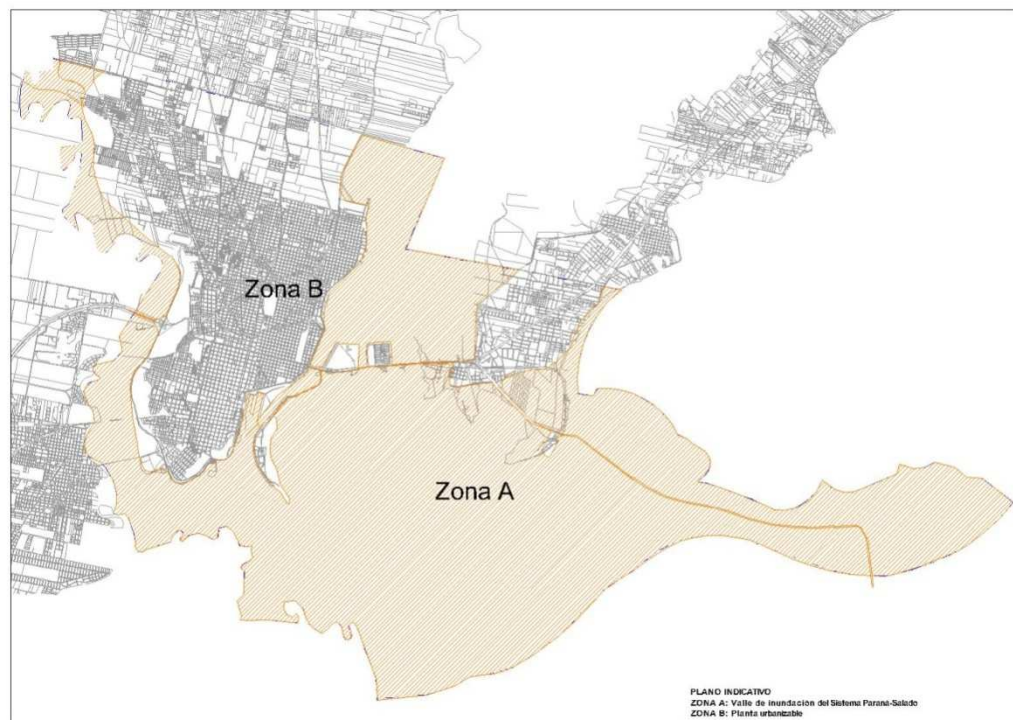 Zona B
Zona A
PLANO INDICATIVO
ZONA A: Valle de inundación del Sistema Paraná-Salado
ZONA B: Planta urbanizable